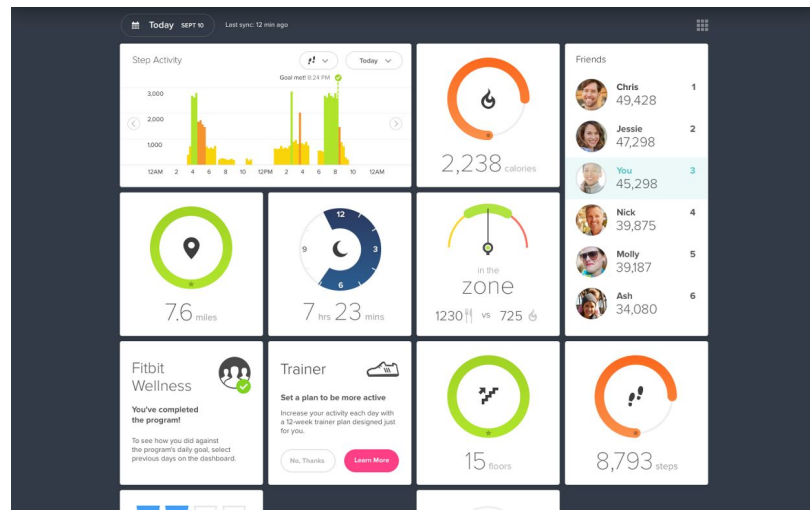 Today SEPT 10
Last sync: 12 min ago
Step Activity
Today
Goal met! 8:24 PM
3,000
2,000
1,000
12AM 2 4 6 8 10 12PM 2 4 6 8 10 12AM
2,238 calories
Friends
Chris 1
49,428
Jessie 2
47,298
You 3
45,298
Nick 4
39,875
Molly 5
39,187
Ash 6
34,080
7.6 miles
12
9 3
6
7 hrs 23 mins
in the
zone
1230 vs 725
Fitbit
Wellness
You've completed
the program!
To see how you did against
the program's daily goal, select
previous days on the dashboard.
Trainer
Set a plan to be more active
Increase your activity each day with
a 12-week trainer plan designed just
for you.
No, Thanks Learn More
15 floors
8,793 steps